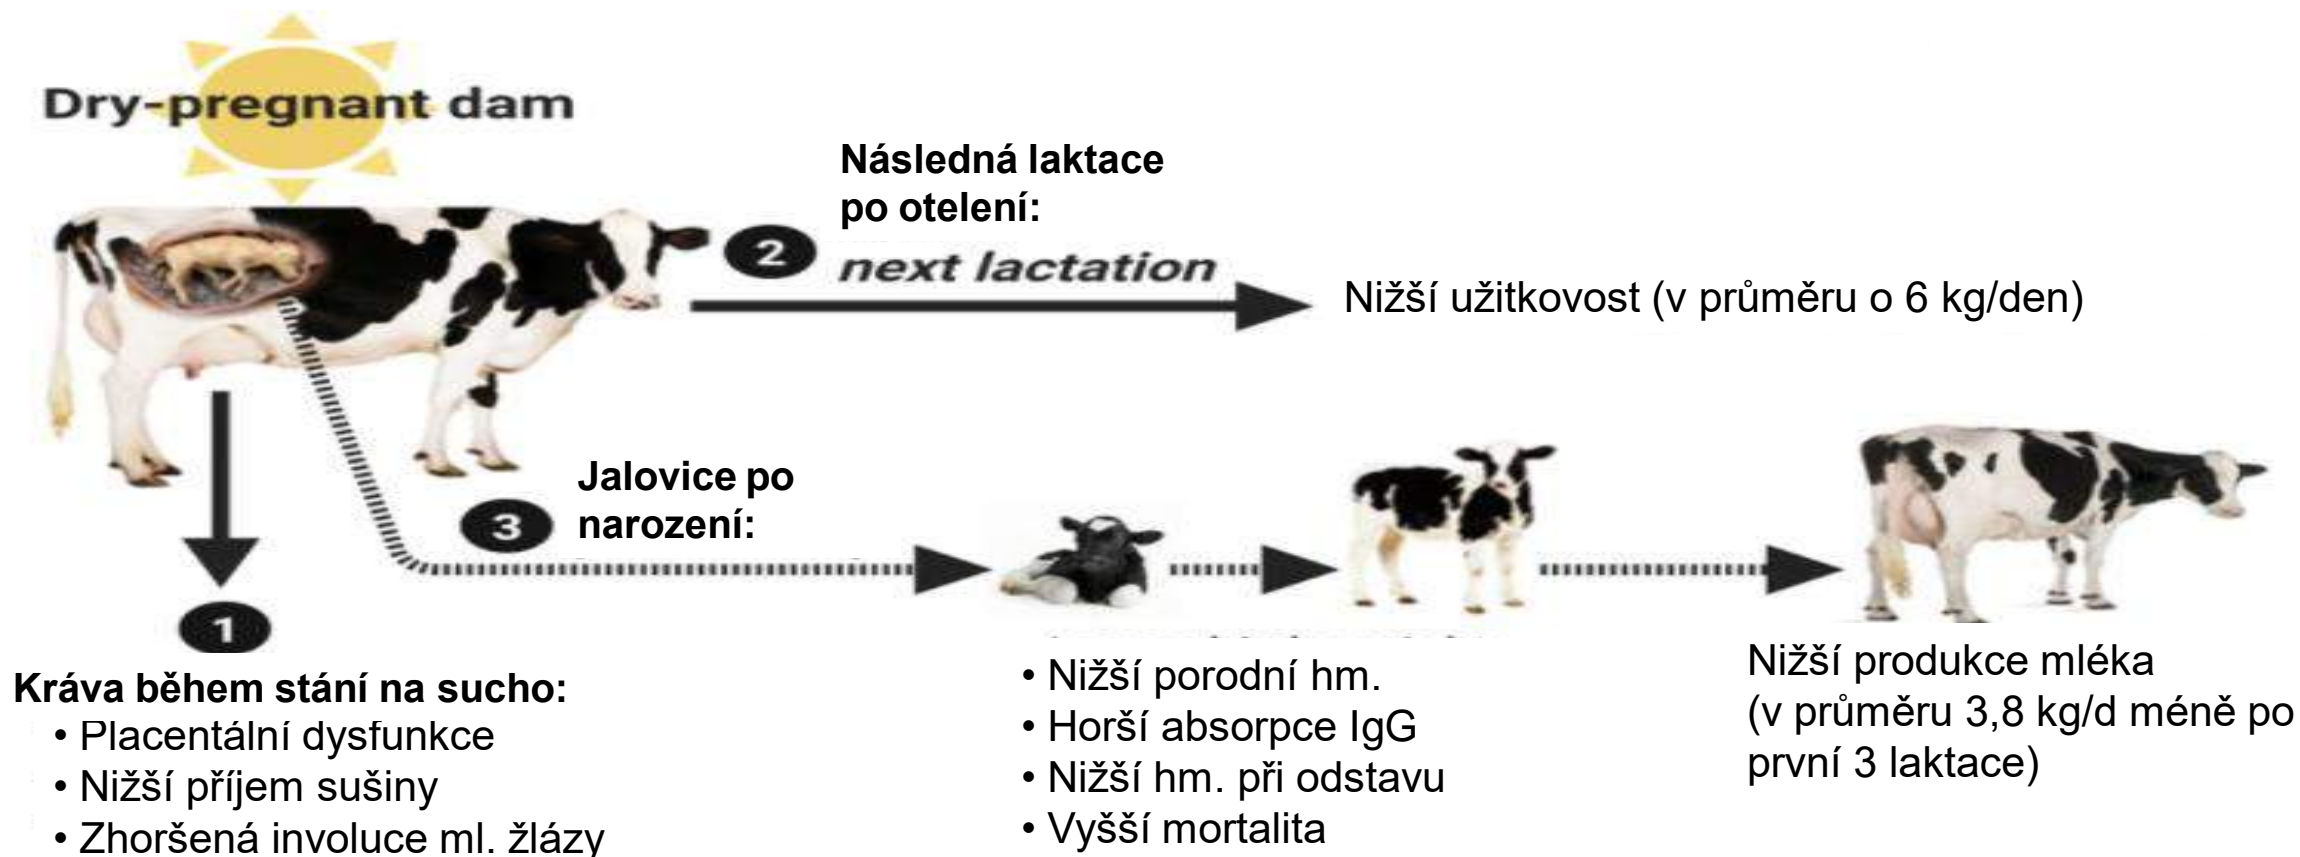 Dry-pregnant dam
Následná laktace
po otelení:
2
next lactation
Nižší užitkovost (v průměru o 6 kg/den)
Jalovice po
narození:
3
1
Kráva během stání na sucho:
• Placentální dysfunkce
• Nižší příjem sušiny
• Zhoršená involuce ml. žlázy
• Nižší porodní hm.
• Horší absorpce IgG
• Nižší hm. při odstavu
• Vyšší mortalita
Nižší produkce mléka
(v průměru 3,8 kg/d méně po
první 3 laktace)